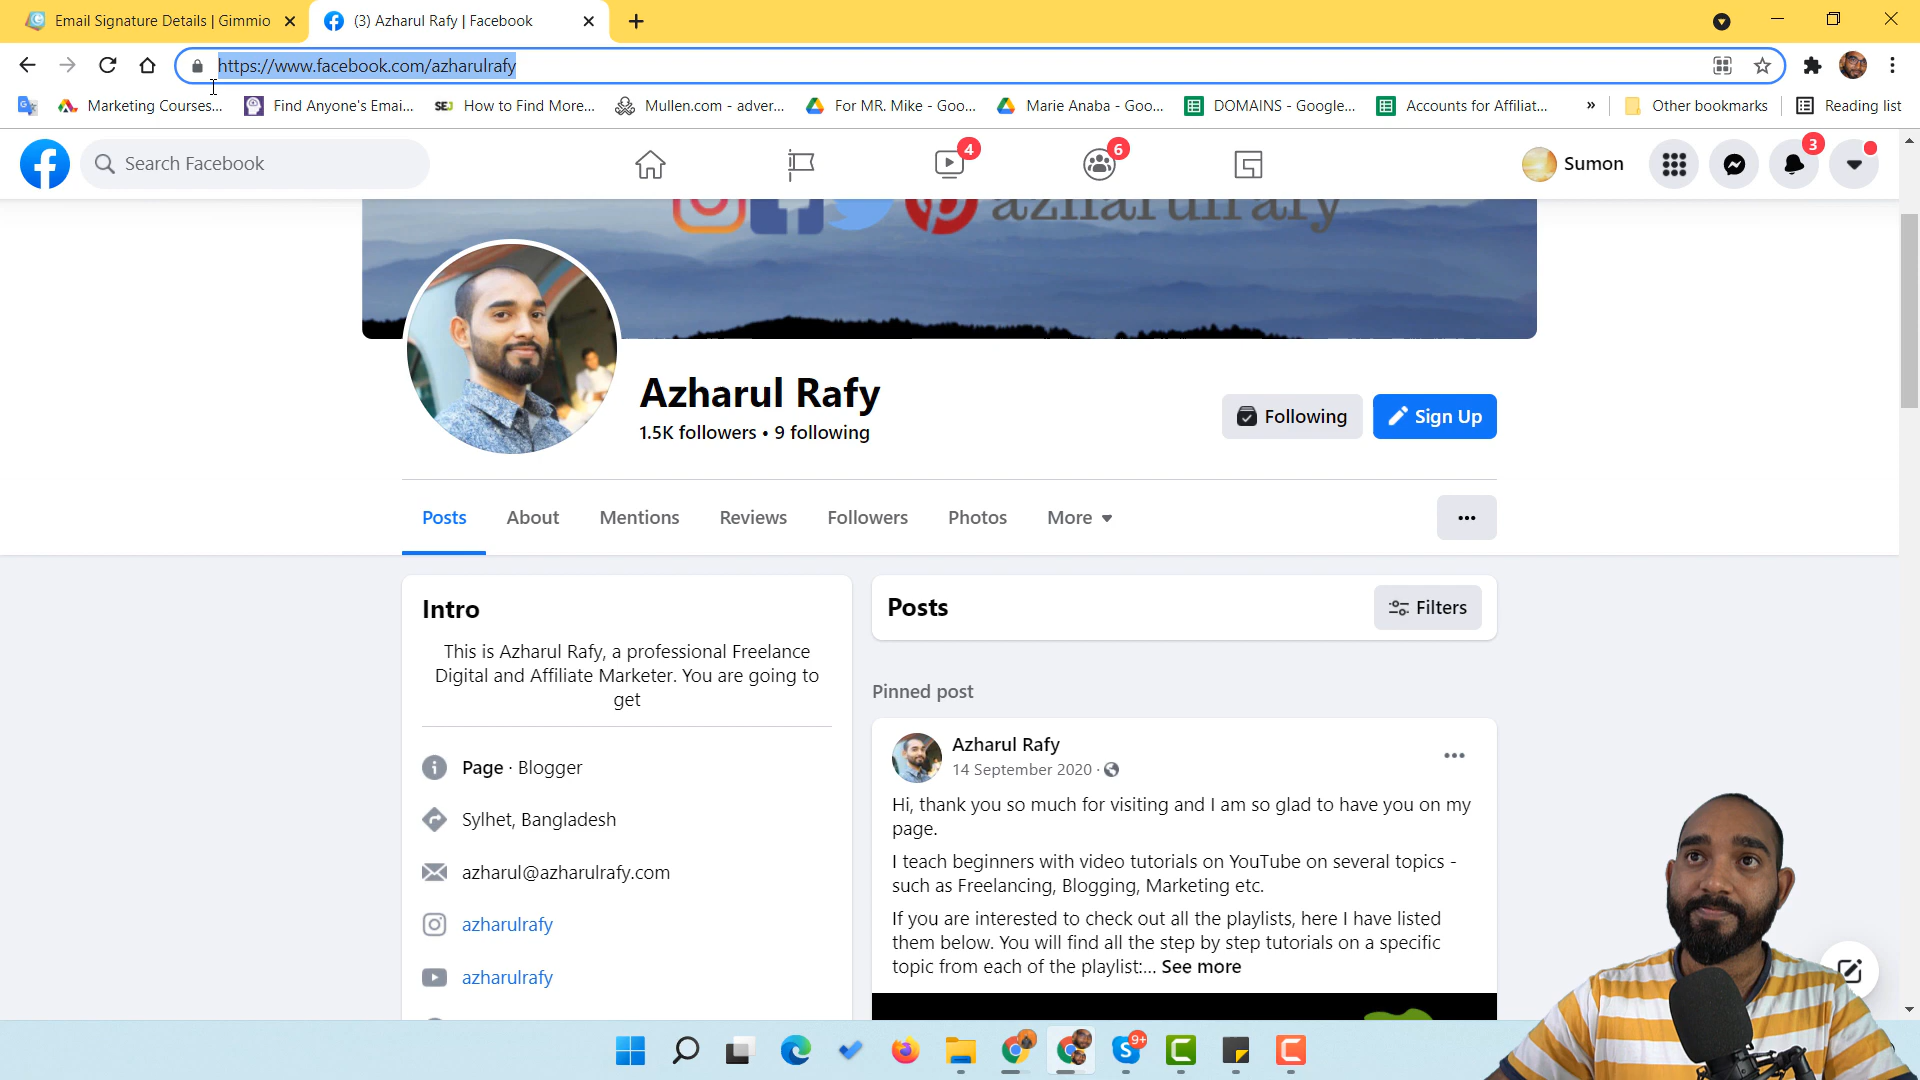 Email Signature Details | Gimmio
(3) Azharul Rafy | Facebook
https://www.facebook.com/azharulrafy
Marketing Courses...
Find Anyone's Emai...
SEJ How to Find More...
Mullen.com - adver...
For MR. Mike - Goo...
Marie Anaba - Goo...
DOMAINS - Google...
Accounts for Affiliat...
»
Other bookmarks
Reading list
Search Facebook
4
6
Sumon
3
azharulrafy
Azharul Rafy
1.5K followers • 9 following
Following
Sign Up
Posts
About
Mentions
Reviews
Followers
Photos
More
...
Intro
This is Azharul Rafy, a professional Freelance
Digital and Affiliate Marketer. You are going to
get
Page · Blogger
Sylhet, Bangladesh
azharul@azharulrafy.com
azharulrafy
azharulrafy
Posts
Filters
Pinned post
Azharul Rafy
14 September 2020 ·
Hi, thank you so much for visiting and I am so glad to have you on my
page.
I teach beginners with video tutorials on YouTube on several topics -
such as Freelancing, Blogging, Marketing etc.
If you are interested to check out all the playlists, here I have listed
them below. You will find all the step by step tutorials on a specific
topic from each of the playlist:... See more
9+